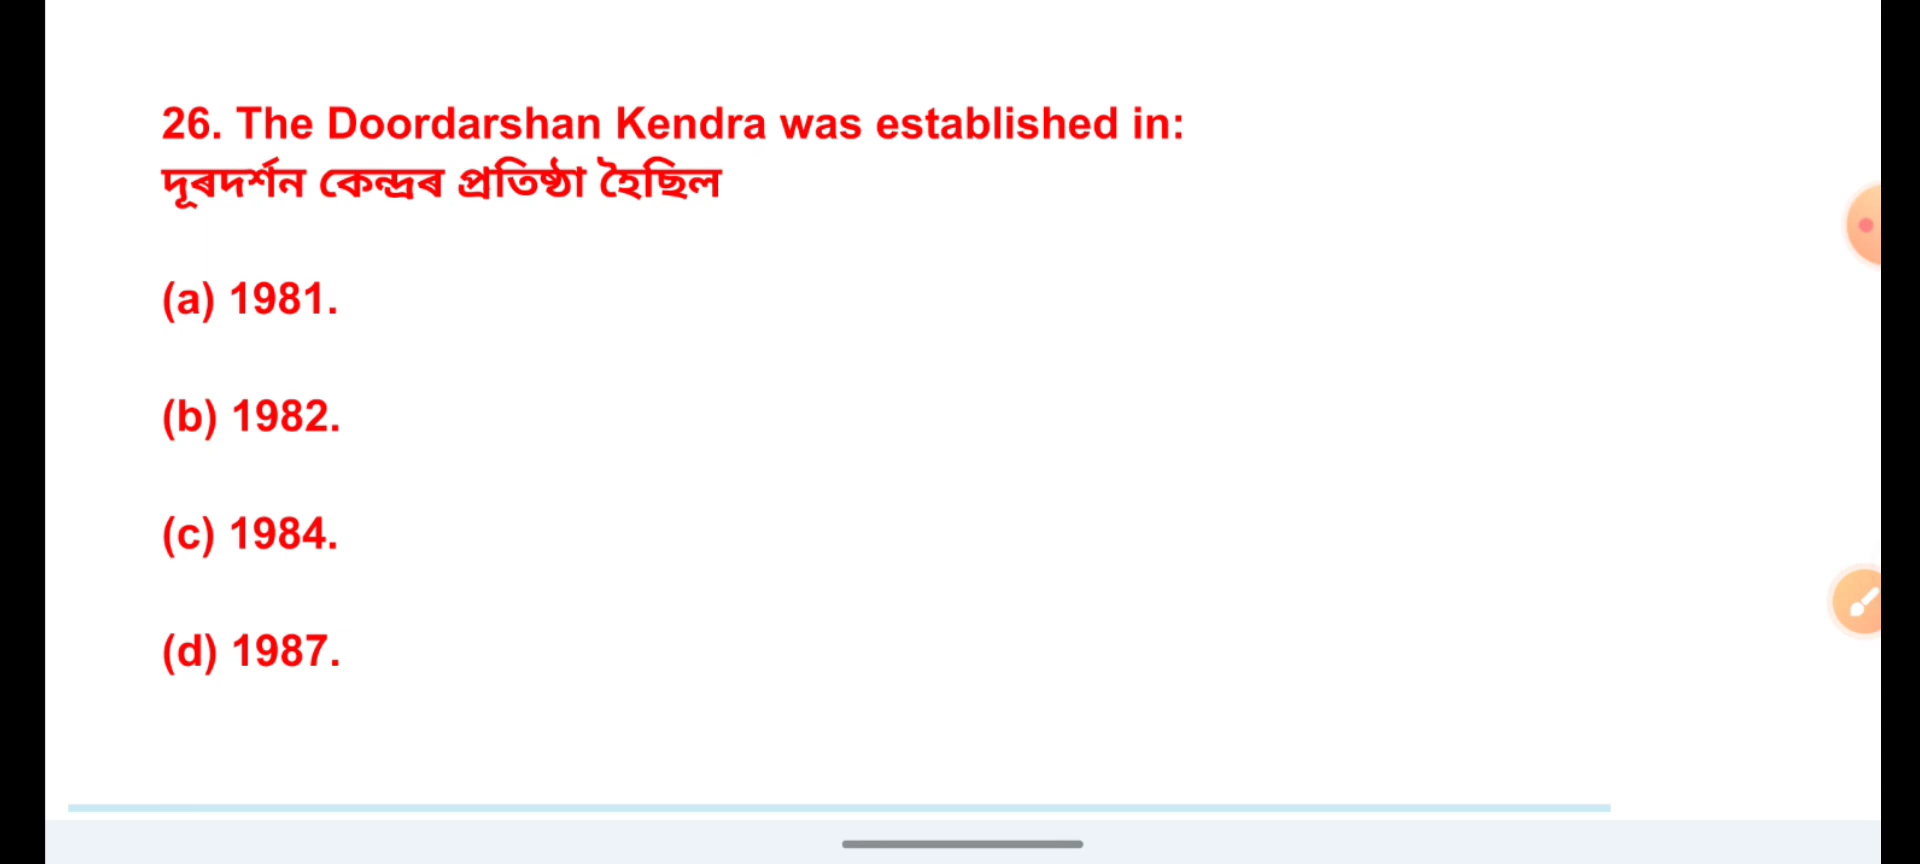 26. The Doordarshan Kendra was established in:
দূৰদৰ্শন কেন্দ্ৰৰ প্ৰতিষ্ঠা হৈছিল
(a) 1981.
(b) 1982.
(c) 1984.
(d) 1987.